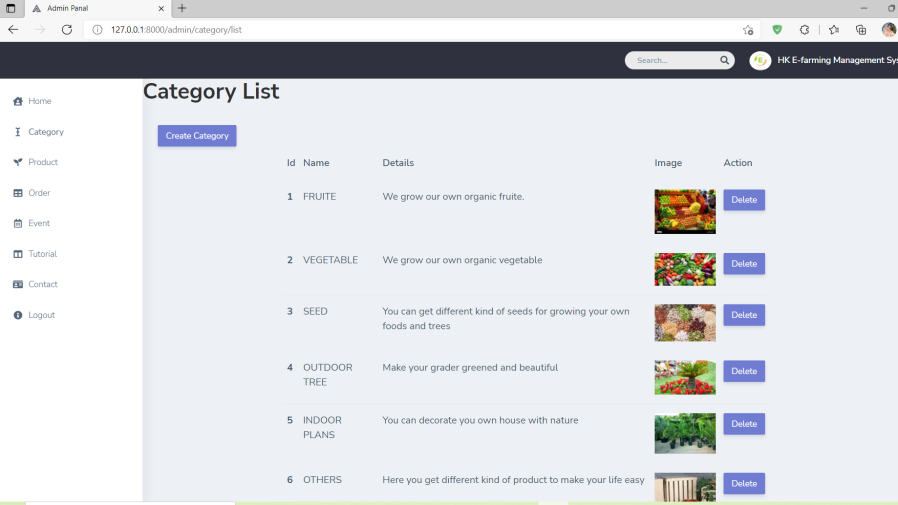 Admin Panal
127.0.0.1:8000/admin/category/list
Search...
HK E-farming Management Sys
Home
Category
Product
Order
Event
Tutorial
Contact
Logout
Category List
Create Category
Id Name Details Image Action
1 FRUITE We grow our own organic fruite. Delete
2 VEGETABLE We grow our own organic vegetable Delete
3 SEED You can get different kind of seeds for growing your own Delete
foods and trees
4 OUTDOOR Make your grader greened and beautiful Delete
TREE
5 INDOOR You can decorate you own house with nature Delete
PLANS
6 OTHERS Here you get different kind of product to make your life easy Delete